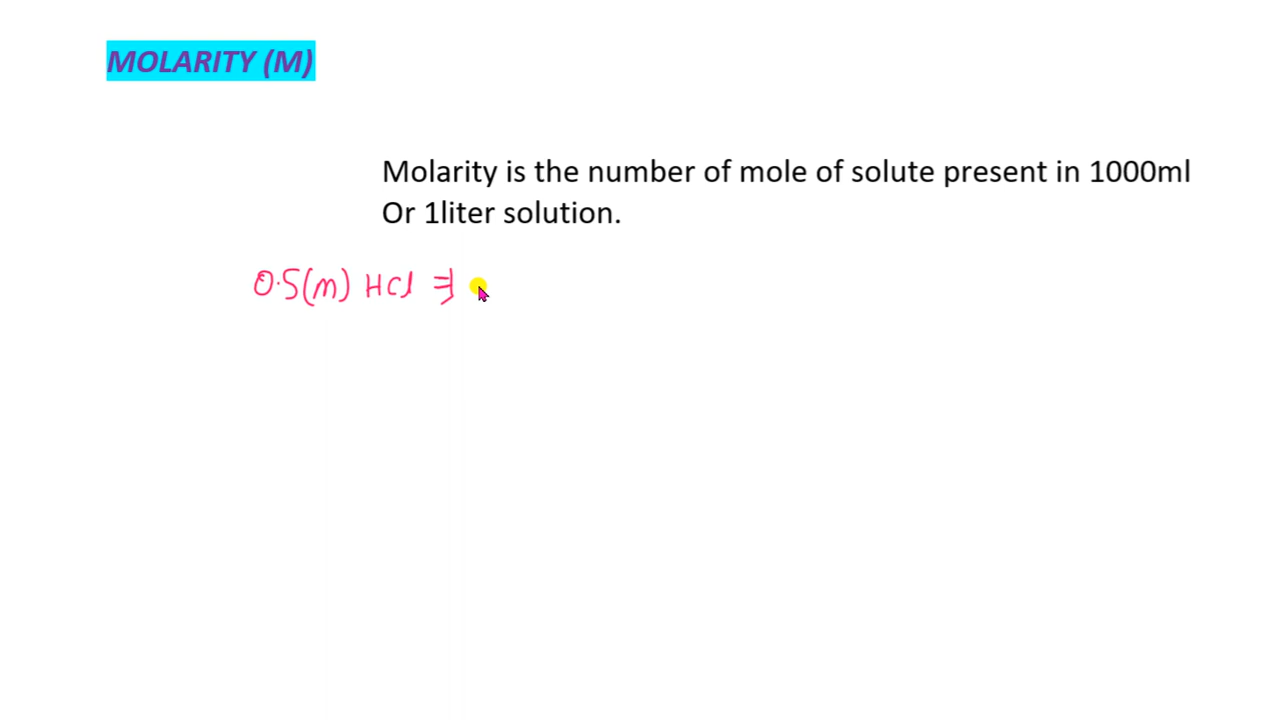 MOLARITY (M)
Molarity is the number of mole of solute present in 1000ml
Or 1liter solution.
0.5(m) HCl ⇒